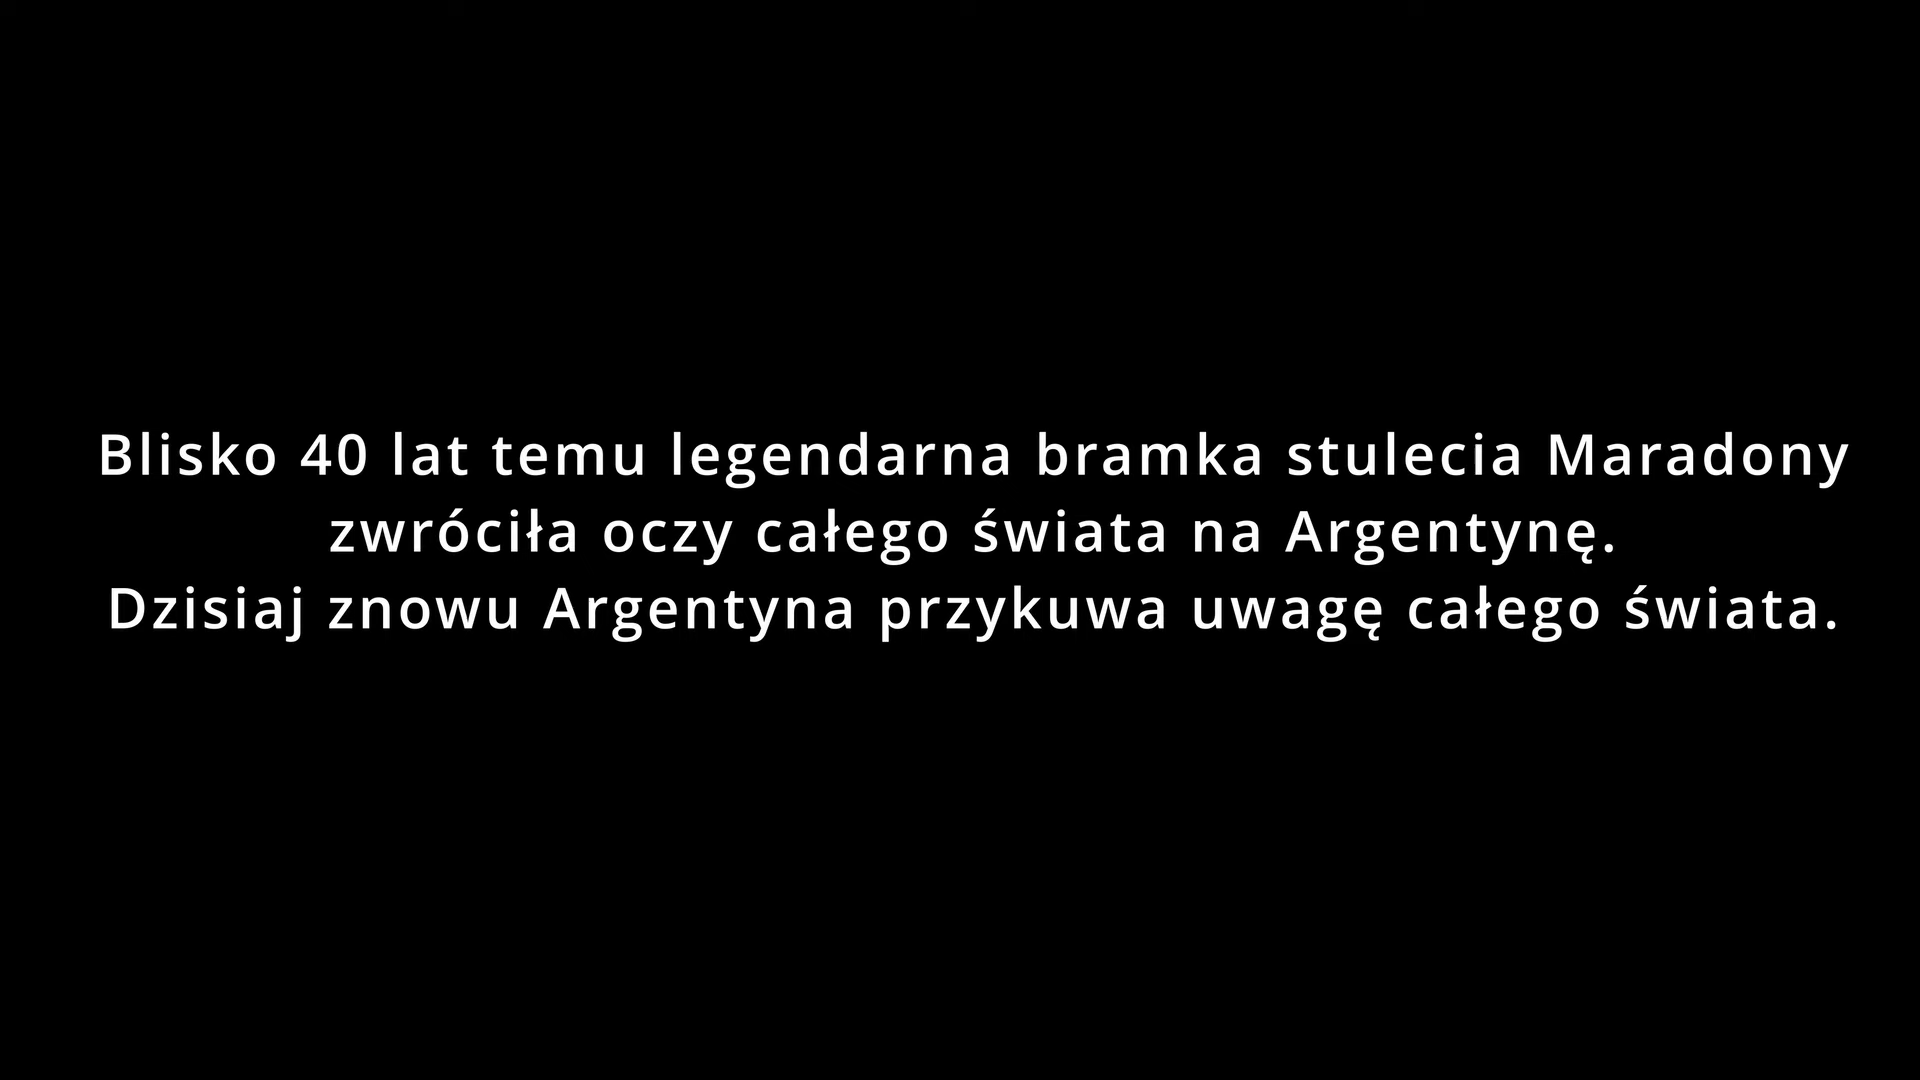 Blisko 40 lat temu legendarna bramka stulecia Maradony
zwróciła oczy całego świata na Argentynę.
Dzisiaj znowu Argentyna przykuwa uwagę całego świata.